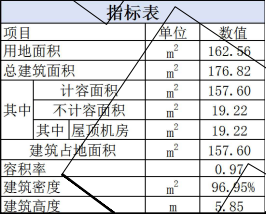 指标表
项目 单位 数值
用地面积 m² 162.56
总建筑面积 m² 176.82
其中 计容面积 m² 157.60
不计容面积 m² 19.22
其中 屋顶机房 m² 19.22
建筑占地面积 m² 157.60
容积率 0.97
建筑密度 m² 96.95%
建筑高度 m 5.85